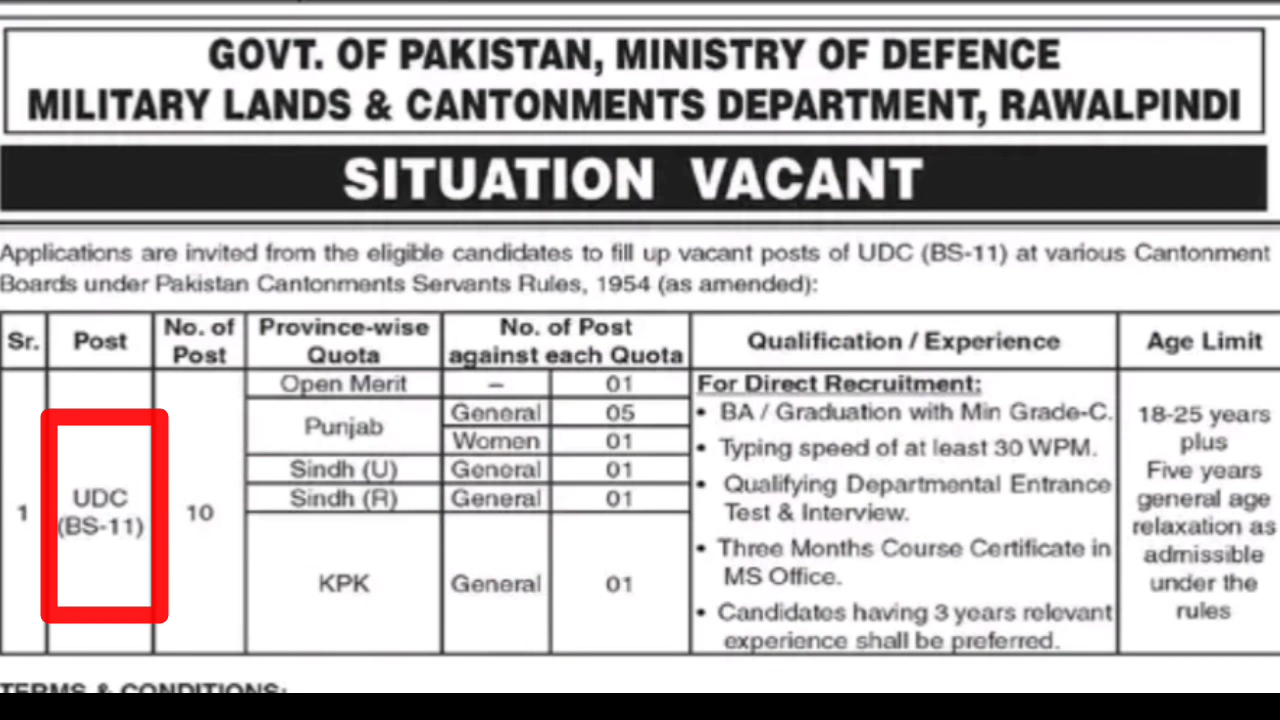 GOVT. OF PAKISTAN, MINISTRY OF DEFENCE
MILITARY LANDS & CANTONMENTS DEPARTMENT, RAWALPINDI
SITUATION VACANT
Applications are invited from the eligible candidates to fill up vacant posts of UDC (BS-11) at various Cantonment
Boards under Pakistan Cantonments Servants Rules, 1954 (as amended):
Sr. Post No. of Post Province-wise Quota No. of Post against each Quota Qualification / Experience Age Limit
1 UDC (BS-11) 10
Open Merit – 01
Punjab General 05
Women 01
Sindh (U) General 01
Sindh (R) General 01
KPK General 01
For Direct Recruitment:
• BA / Graduation with Min Grade-C.
• Typing speed of at least 30 WPM.
• Qualifying Departmental Entrance
Test & Interview.
• Three Months Course Certificate in
MS Office.
• Candidates having 3 years relevant
experience shall be preferred.
18-25 years
plus
Five years
general age
relaxation as
admissible
under the
rules
TERMS & CONDITIONS: